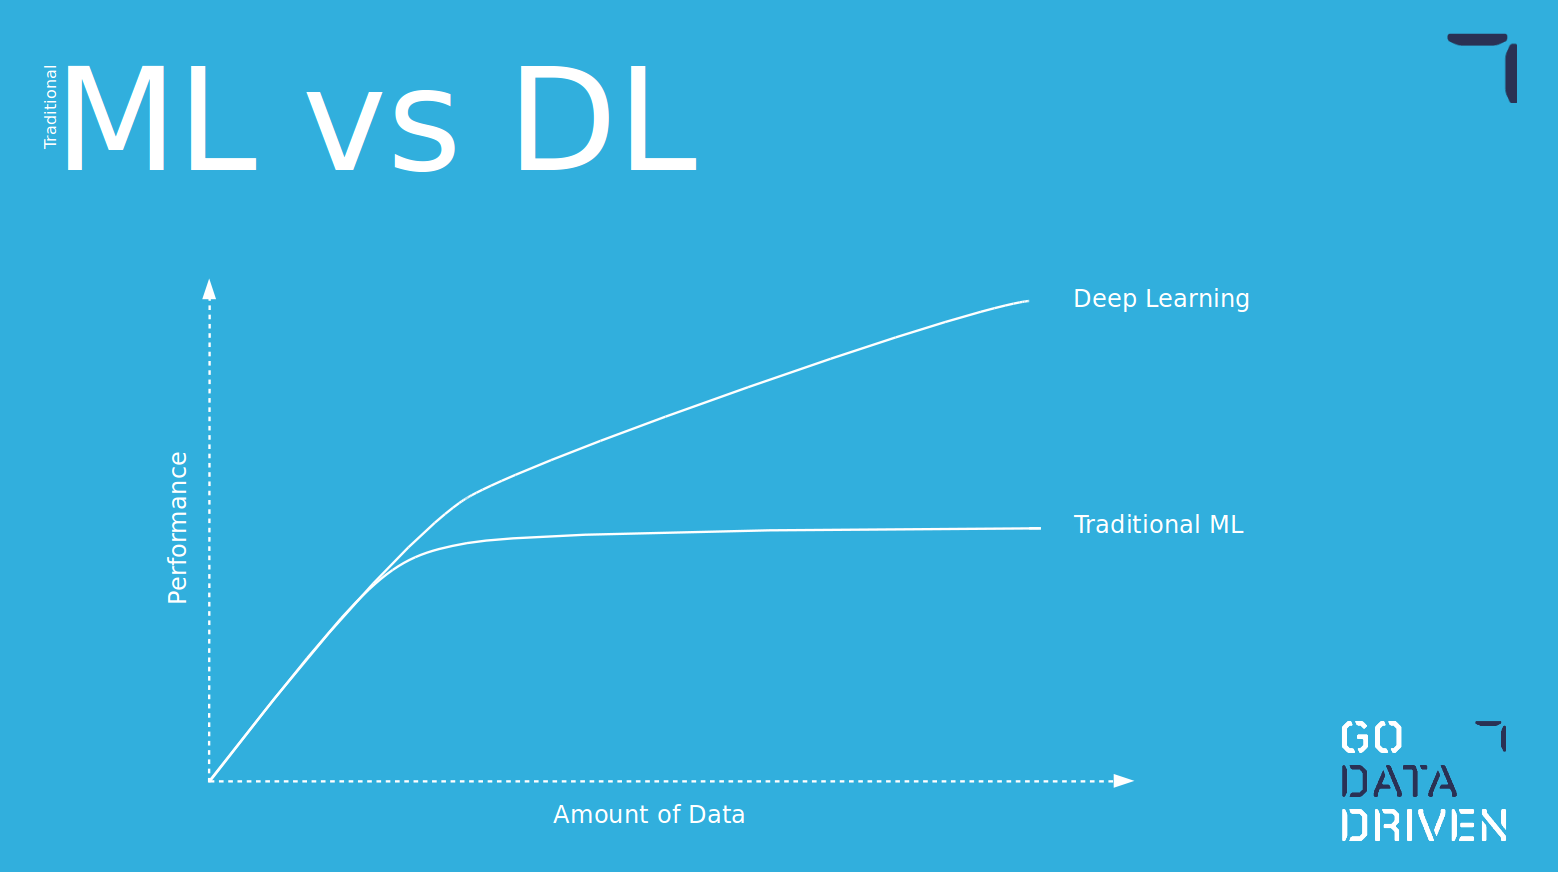 Traditional
ML vs DL
Deep Learning
Traditional ML
Performance
Amount of Data
GO
DATA
DRIVEN